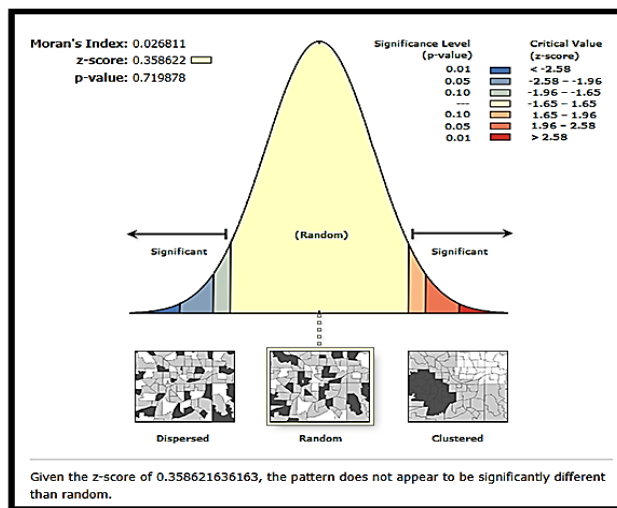 Moran's Index: 0.026811
z-score: 0.358622
p-value: 0.719878
Significance Level (p-value)
Critical Value (z-score)
0.01 < -2.58
0.05 -2.58 – -1.96
0.10 -1.96 – -1.65
--- -1.65 – 1.65
0.10 1.65 – 1.96
0.05 1.96 – 2.58
0.01 > 2.58
(Random)
Significant
Significant
Dispersed
Random
Clustered
Given the z-score of 0.358621636163, the pattern does not appear to be significantly different
than random.